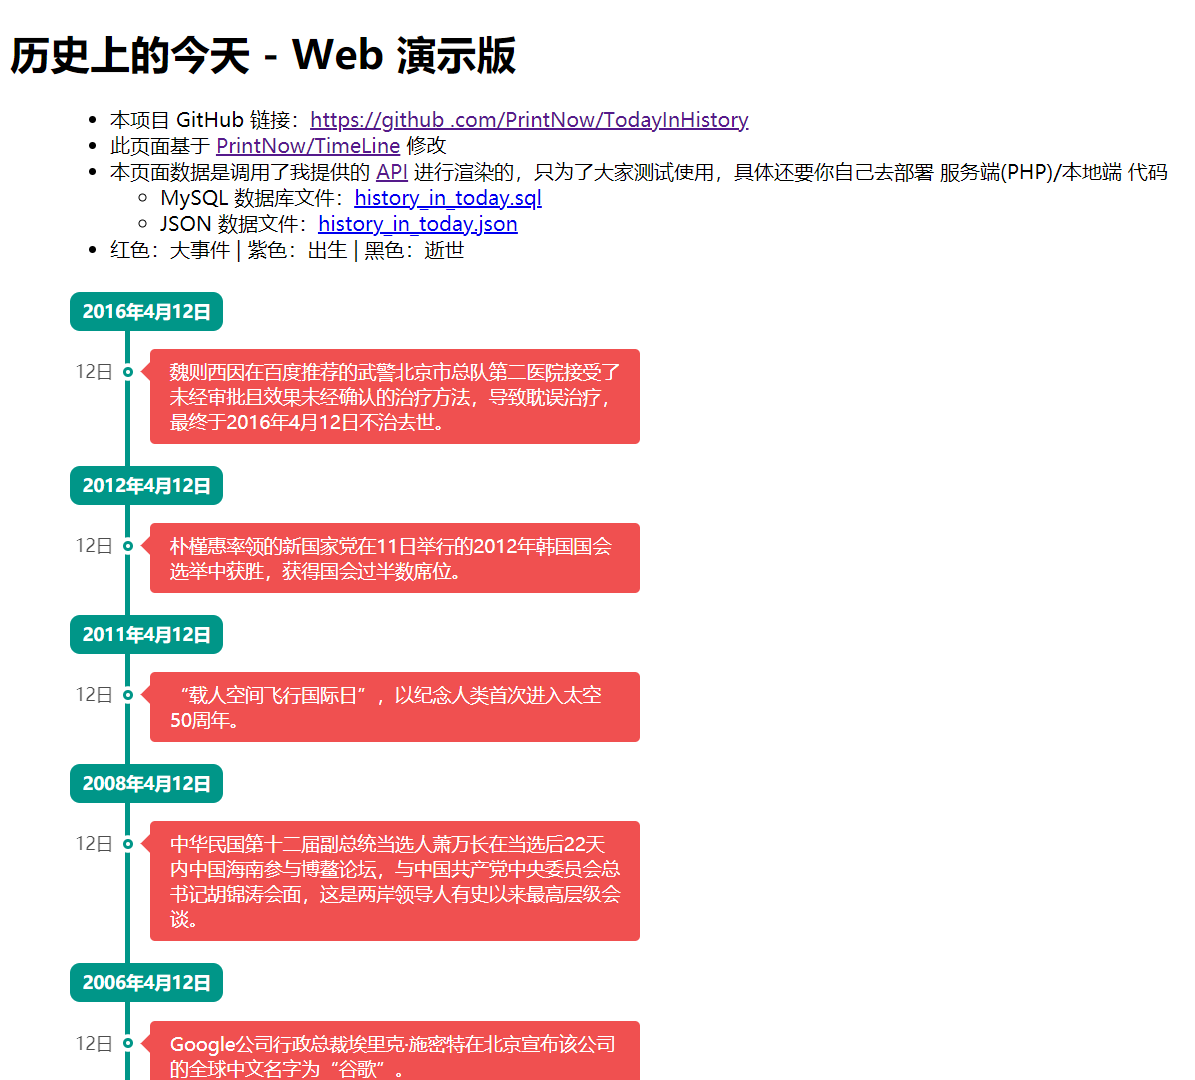 历史上的今天 - Web 演示版
本项目 GitHub 链接：https://github .com/PrintNow/TodayInHistory
此页面基于 PrintNow/TimeLine 修改
本页面数据是调用了我提供的 API 进行渲染的，只为了大家测试使用，具体还要你自己去部署 服务端(PHP)/本地端 代码
MySQL 数据库文件：history_in_today.sql
JSON 数据文件：history_in_today.json
红色：大事件 | 紫色：出生 | 黑色：逝世
2016年4月12日
12日
魏则西因在百度推荐的武警北京市总队第二医院接受了
未经审批且效果未经确认的治疗方法，导致耽误治疗，
最终于2016年4月12日不治去世。
2012年4月12日
12日
朴槿惠率领的新国家党在11日举行的2012年韩国国会
选举中获胜，获得国会过半数席位。
2011年4月12日
12日
“载人空间飞行国际日”，以纪念人类首次进入太空
50周年。
2008年4月12日
12日
中华民国第十二届副总统当选人萧万长在当选后22天
内中国海南参与博鳌论坛，与中国共产党中央委员会总
书记胡锦涛会面，这是两岸领导人有史以来最高层级会
谈。
2006年4月12日
12日
Google公司行政总裁埃里克·施密特在北京宣布该公司
的全球中文名字为“谷歌”。